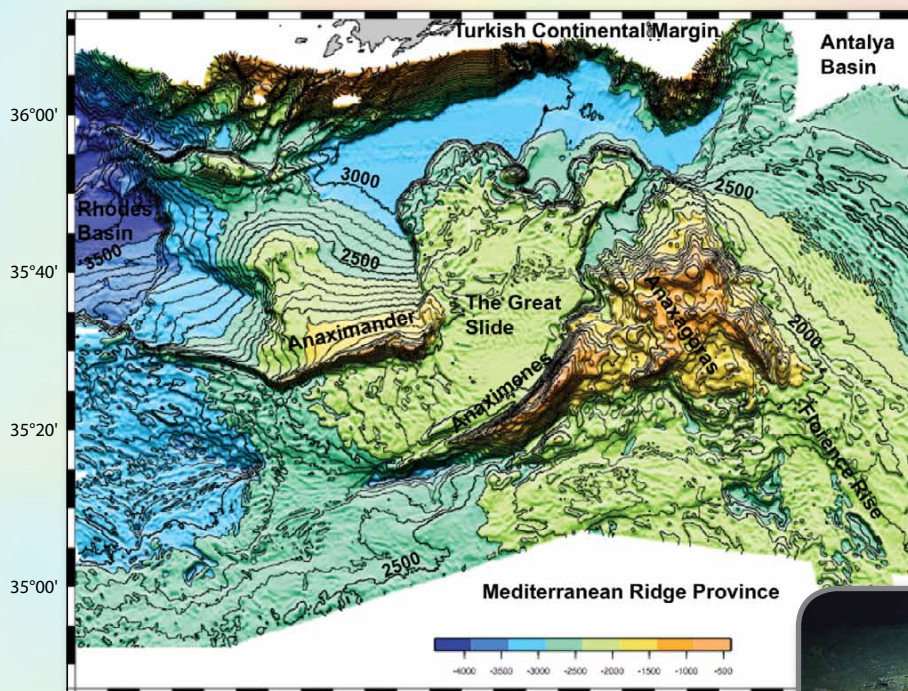 Turkish Continental Margin
Antalya
Basin
36°00'
3000
2500
Rhodes
Basin
3500
2500
35°40'
The Great
Slide
Anaximander
Anaxagoras
2000
Anaximenes
35°20'
Florence Rise
2500
35°00'
Mediterranean Ridge Province
-4000 -3500 -3000 -2500 -2000 -1500 -1000 -500